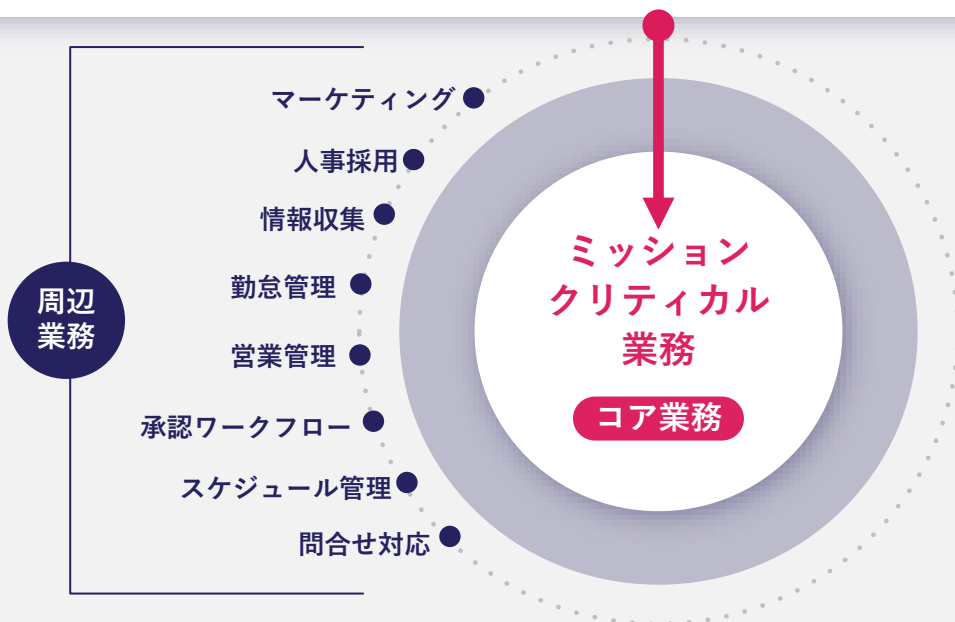 マーケティング
人事採用
情報収集
勤怠管理
営業管理
承認ワークフロー
スケジュール管理
問合せ対応
周辺
業務
ミッション
クリティカル
業務
コア業務